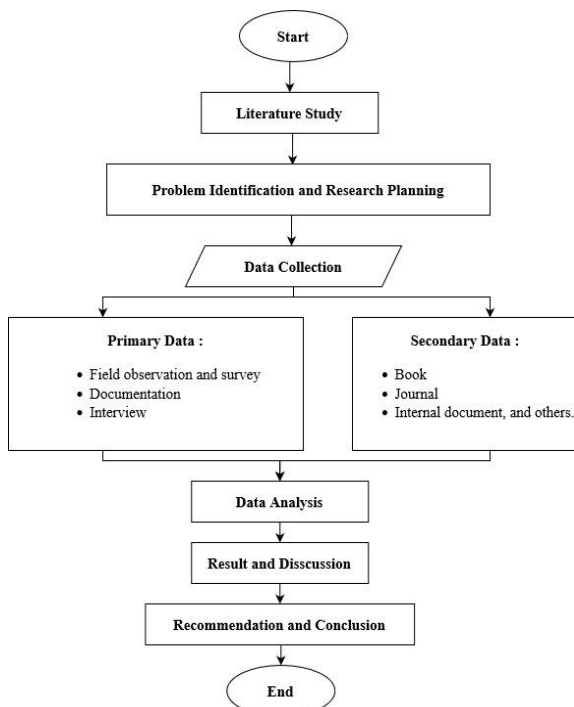 Start
Literature Study
Problem Identification and Research Planning
Data Collection
Primary Data :
• Field observation and survey
• Documentation
• Interview
Secondary Data :
• Book
• Journal
• Internal document, and others.
Data Analysis
Result and Disscussion
Recommendation and Conclusion
End